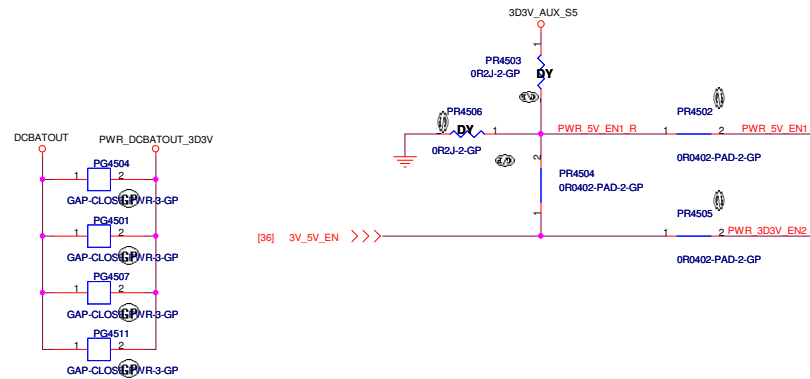 3D3V_AUX_S5
1
PR4503
0R2J-2-GP
DY
PR4506
DY
1
0R2J-2-GP
PWR_5V_EN1_R
PR4502
1
2
PWR_5V_EN1
0R0402-PAD-2-GP
2
PR4504
0R0402-PAD-2-GP
1
PR4505
[36]
3V_5V_EN
1
2
PWR_3D3V_EN2
0R0402-PAD-2-GP
DCBATOUT
PWR_DCBATOUT_3D3V
PG4504
1
2
GAP-CLOSE-PWR-3-GP
PG4501
1
2
GAP-CLOSE-PWR-3-GP
PG4507
1
2
GAP-CLOSE-PWR-3-GP
PG4511
1
2
GAP-CLOSE-PWR-3-GP